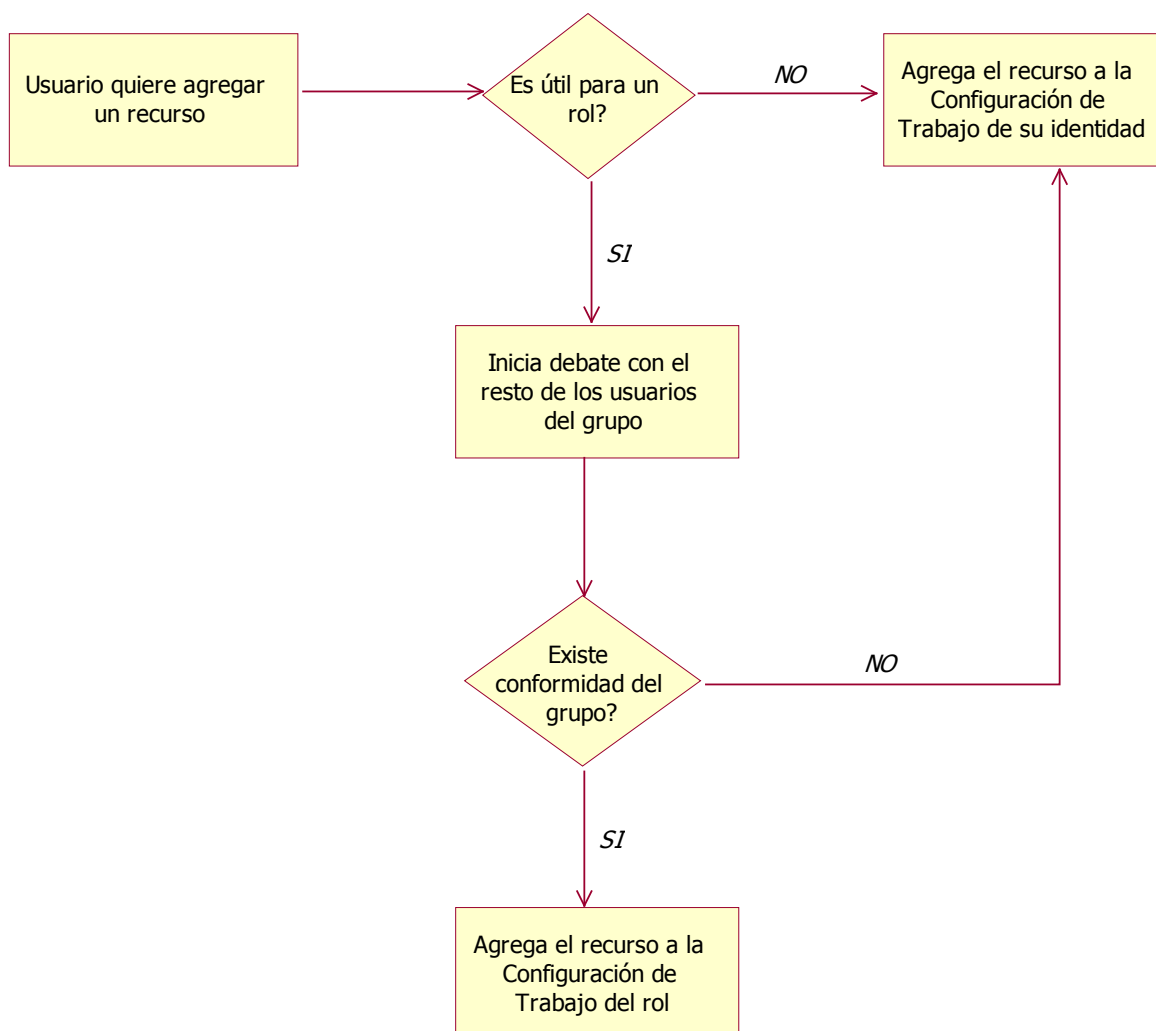 Usuario quiere agregar
un recurso
Es útil para un
rol?
NO
Agrega el recurso a la
Configuración de
Trabajo de su identidad
SI
Inicia debate con el
resto de los usuarios
del grupo
Existe
conformidad del
grupo?
NO
SI
Agrega el recurso a la
Configuración de
Trabajo del rol